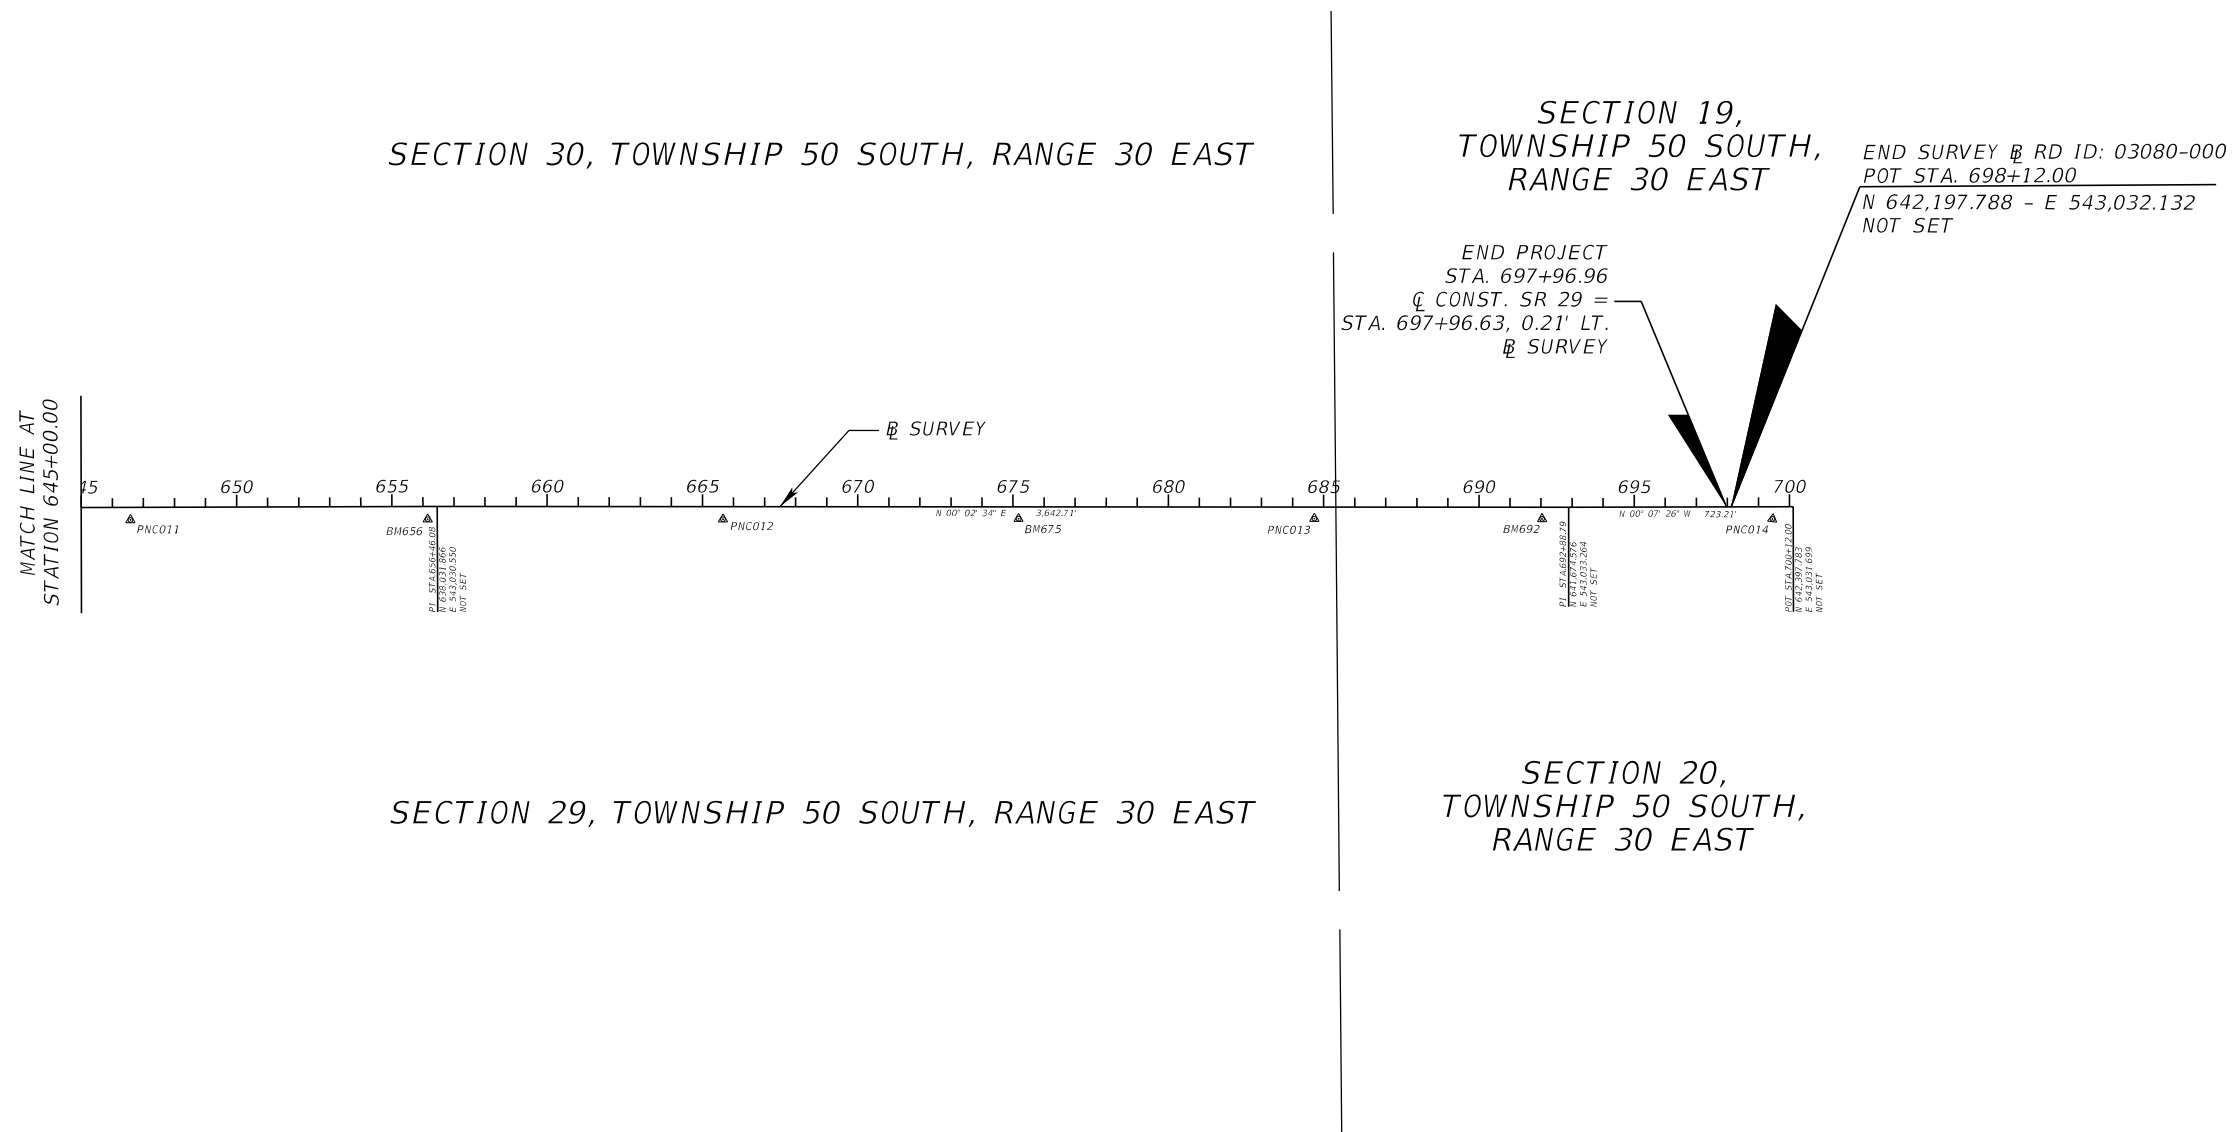 SECTION 30, TOWNSHIP 50 SOUTH, RANGE 30 EAST
SECTION 19,
TOWNSHIP 50 SOUTH,
RANGE 30 EAST
END SURVEY BL RD ID: 03080-000
POT STA. 698+12.00
N 642,197.788 - E 543,032.132
NOT SET
END PROJECT
STA. 697+96.96
CL CONST. SR 29 =
STA. 697+96.63, 0.21' LT.
BL SURVEY
MATCH LINE AT
STATION 645+00.00
BL SURVEY
45 650 655 660 665 670 675 680 685 690 695 700
N 00° 02' 34" E 3,642.71'
N 00° 07' 26" W 723.21'
PNC011
BM656
PNC012
BM675
PNC013
BM692
PNC014
PI STA.656+46.08
N 638,031.866
E 543,030.550
NOT SET
PI STA.692+88.79
N 641,674.576
E 543,033.264
NOT SET
POT STA.700+12.00
N 642,397.783
E 543,031.699
NOT SET
SECTION 29, TOWNSHIP 50 SOUTH, RANGE 30 EAST
SECTION 20,
TOWNSHIP 50 SOUTH,
RANGE 30 EAST